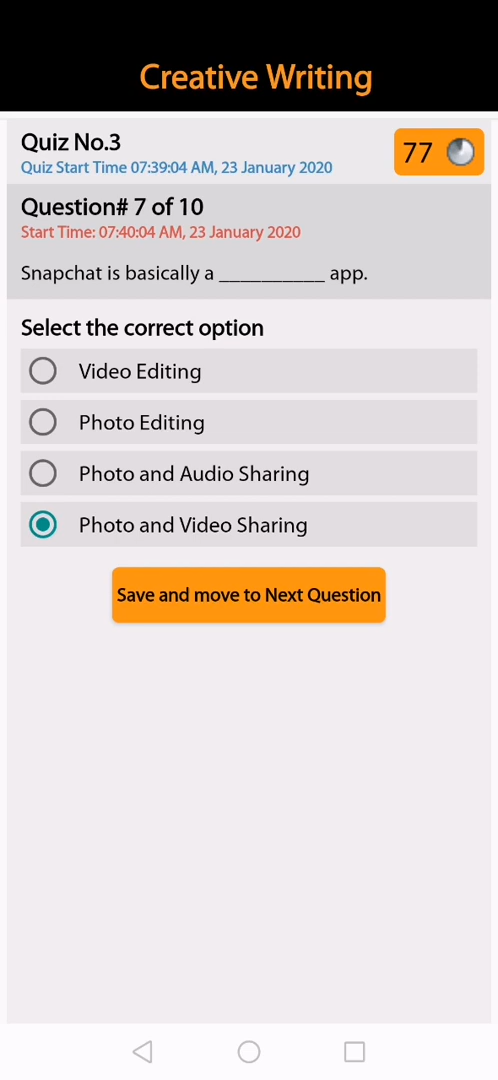 Creative Writing
Quiz No.3
Quiz Start Time 07:39:04 AM, 23 January 2020
77
Question# 7 of 10
Start Time: 07:40:04 AM, 23 January 2020
Snapchat is basically a __________ app.
Select the correct option
Video Editing
Photo Editing
Photo and Audio Sharing
Photo and Video Sharing
Save and move to Next Question